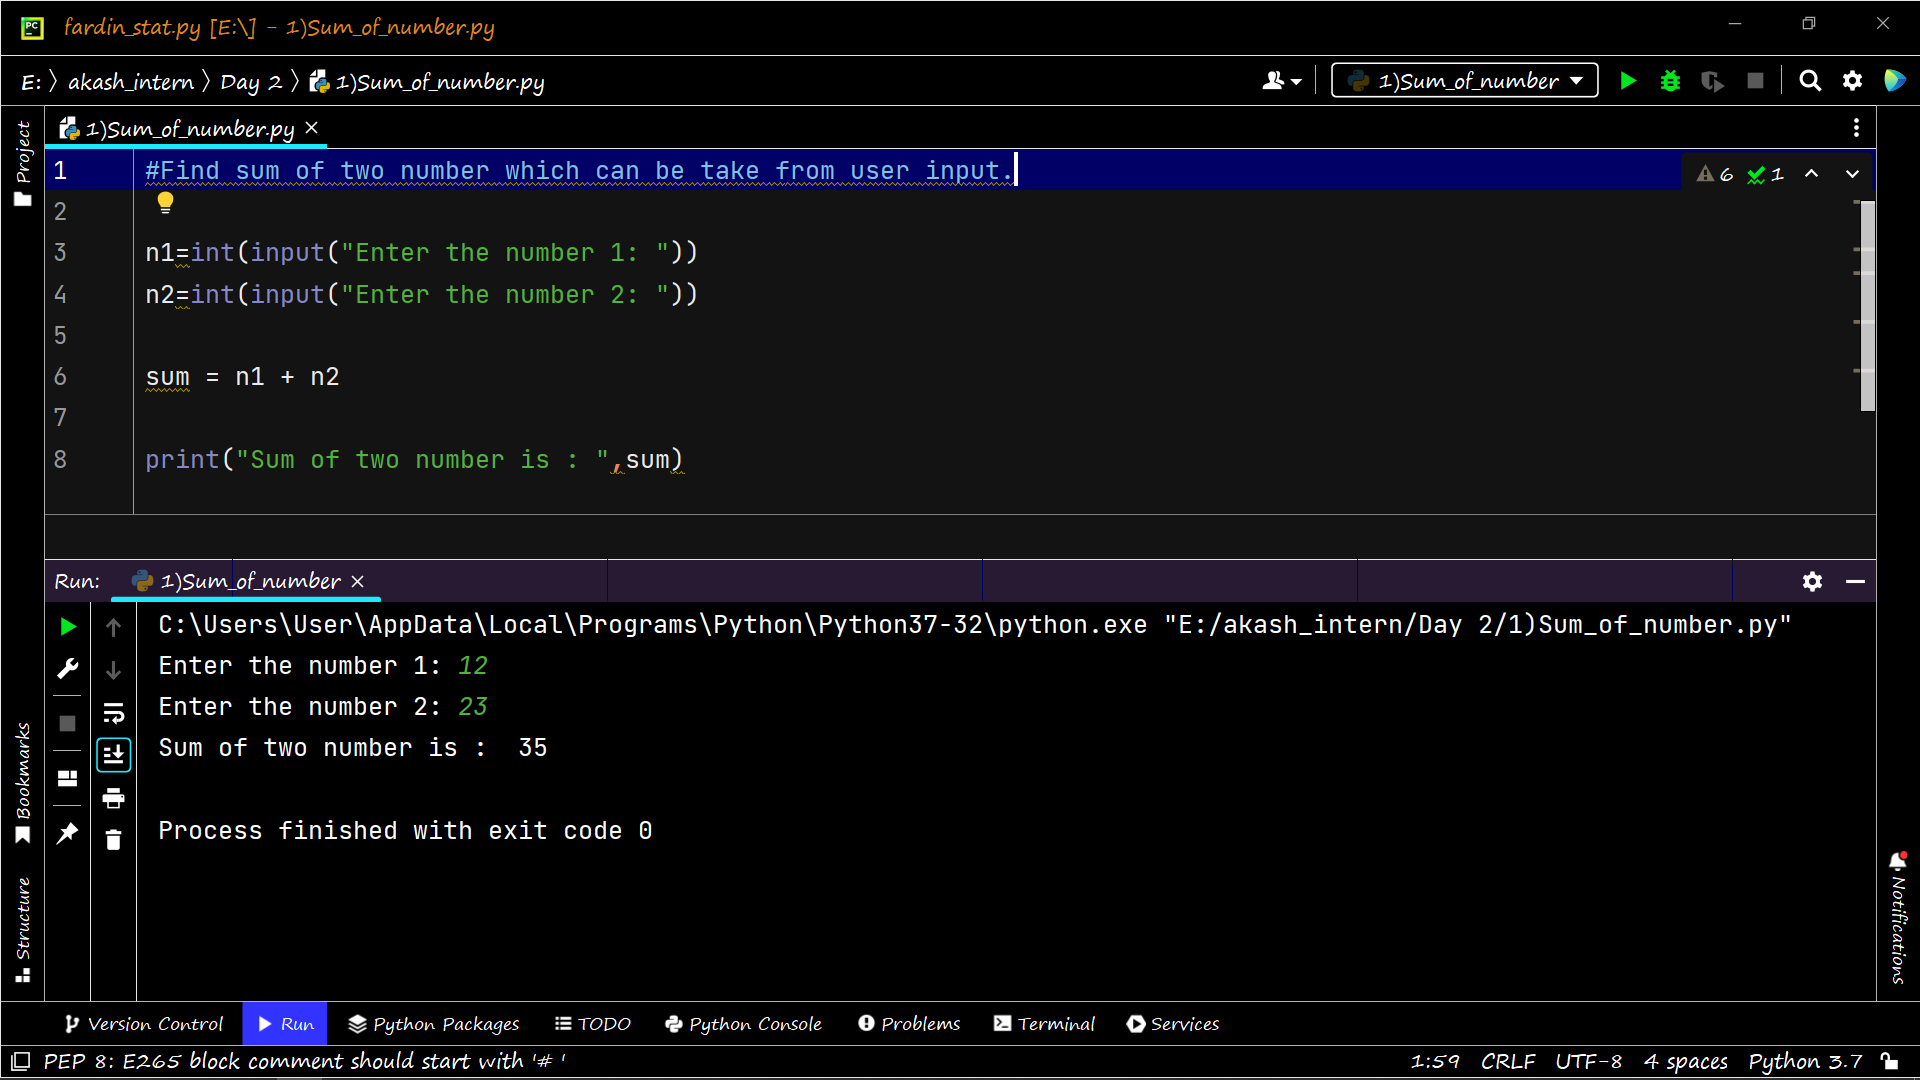 fardin_stat.py [E:\] - 1)Sum_of_number.py
E: 〉 akash_intern 〉 Day 2 〉 1)Sum_of_number.py
1)Sum_of_number
Project
1)Sum_of_number.py
1 #Find sum of two number which can be take from user input.
6 1
2
3 n1=int(input("Enter the number 1: "))
4 n2=int(input("Enter the number 2: "))
5
6 sum = n1 + n2
7
8 print("Sum of two number is : ",sum)
Run: 1)Sum_of_number
C:\Users\User\AppData\Local\Programs\Python\Python37-32\python.exe "E:/akash_intern/Day 2/1)Sum_of_number.py"
Enter the number 1: 12
Enter the number 2: 23
Sum of two number is :  35
Process finished with exit code 0
Bookmarks
Structure
Notifications
Version Control Run Python Packages TODO Python Console Problems Terminal Services
PEP 8: E265 block comment should start with '# '
1:59 CRLF UTF-8 4 spaces Python 3.7